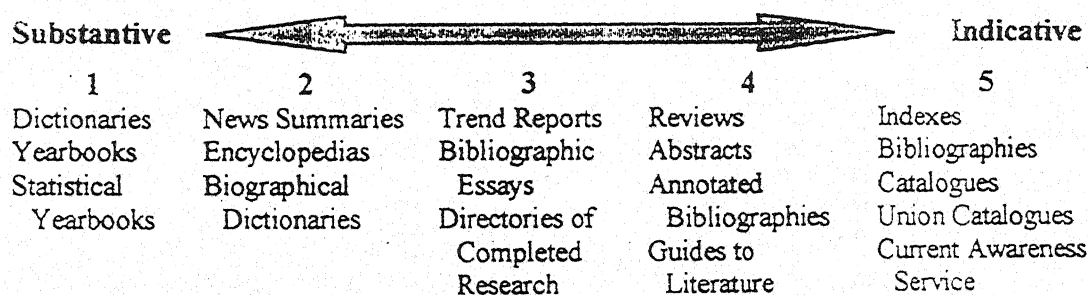 Substantive Indicative
1 2 3 4 5
Dictionaries News Summaries Trend Reports Reviews Indexes
Yearbooks Encyclopedias Bibliographic Abstracts Bibliographies
Statistical Biographical Essays Annotated Catalogues
Yearbooks Dictionaries Directories of Bibliographies Union Catalogues
Completed Guides to Current Awareness
Research Literature Service